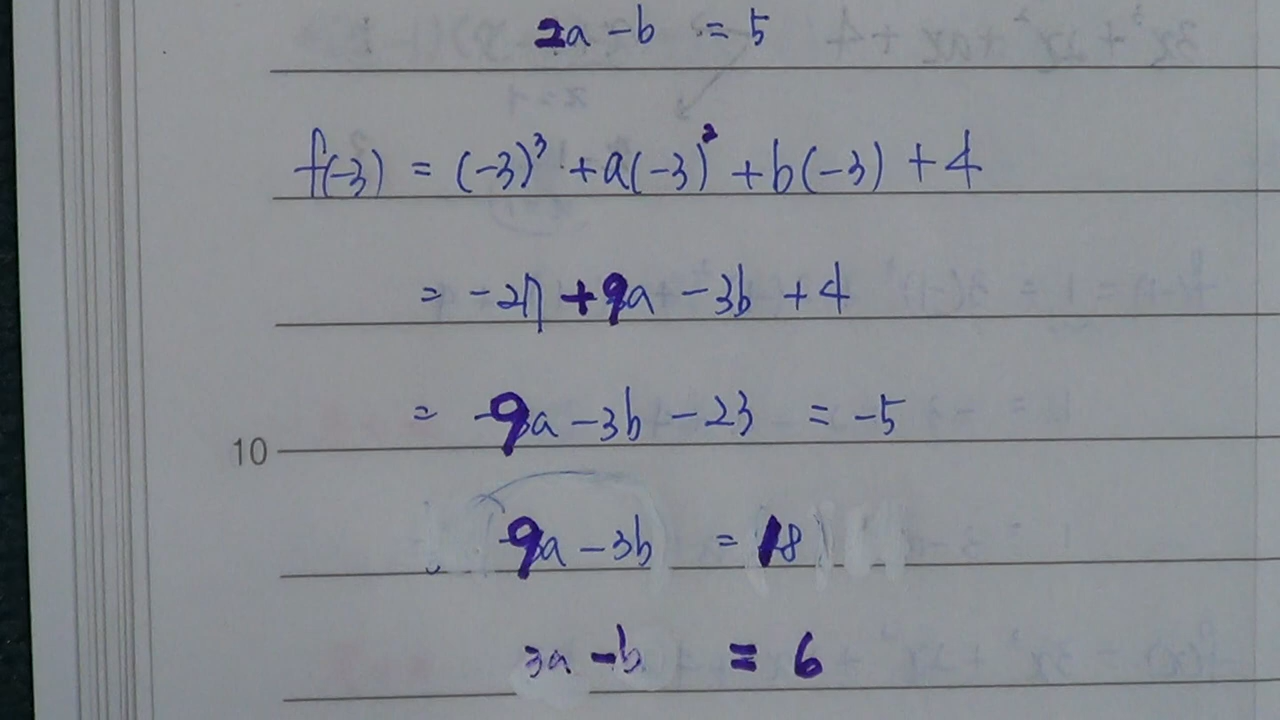 2a - b = 5
f(-3) = (-3)³ + a(-3)² + b(-3) + 4
= -27 + 9a - 3b + 4
= 9a - 3b - 23 = -5
10
9a - 3b = 18
3a - b = 6